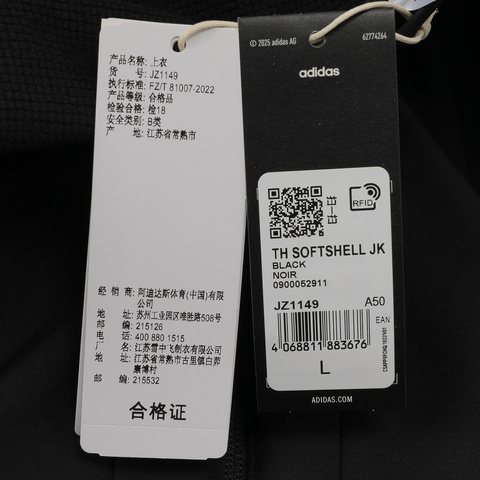 产品名称: 上衣
货 号: JZ1149
执行标准: FZ/T 81007-2022
产品等级: 合格品
检验合格: 检18
安全类别: B类
产 地: 江苏省常熟市
经 销 商: 阿迪达斯体育(中国)有限
公司
地 址: 苏州工业园区唯胜路508号
邮 编: 215126
电 话: 400 880 1515
厂 名: 江苏雪中飞制衣有限公司
地 址: 江苏省常熟市古里镇白茆
康博村
邮 编: 215532
合格证
© 2025 adidas AG
62774264
adidas
RFID
TH SOFTSHELL JK
BLACK
NOIR
0900052911
JZ1149
A50
EAN
4 068811 883676
L
ADIDAS.COM